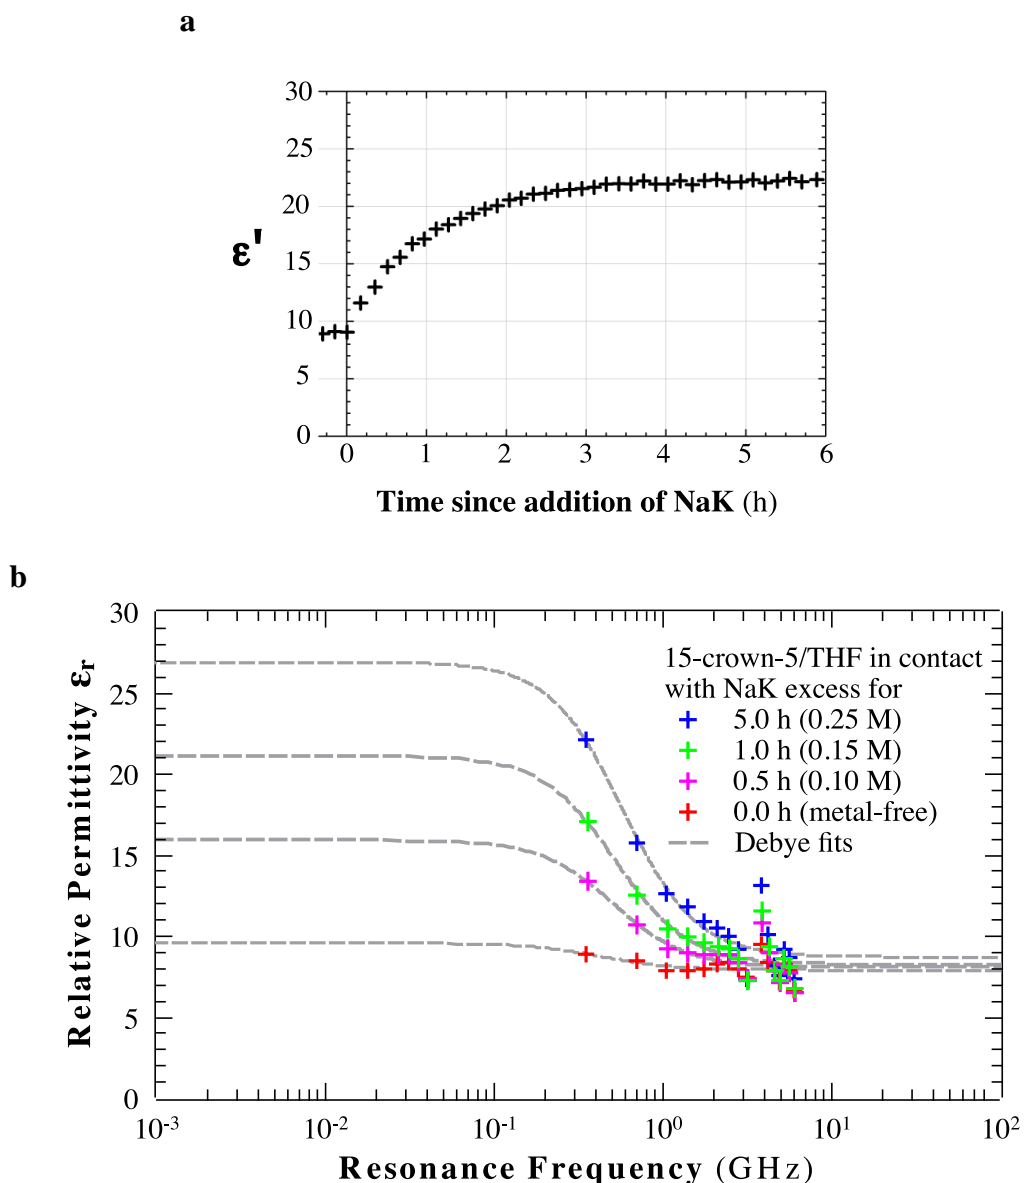 a
30
25
20
15
10
5
0
ε'
0 1 2 3 4 5 6
Time since addition of NaK (h)
b
30
25
20
15
10
5
0
Relative Permittivity εr
15-crown-5/THF in contact
with NaK excess for
5.0 h (0.25 M)
1.0 h (0.15 M)
0.5 h (0.10 M)
0.0 h (metal-free)
Debye fits
10-3 10-2 10-1 100 101 102
Resonance Frequency (GHz)